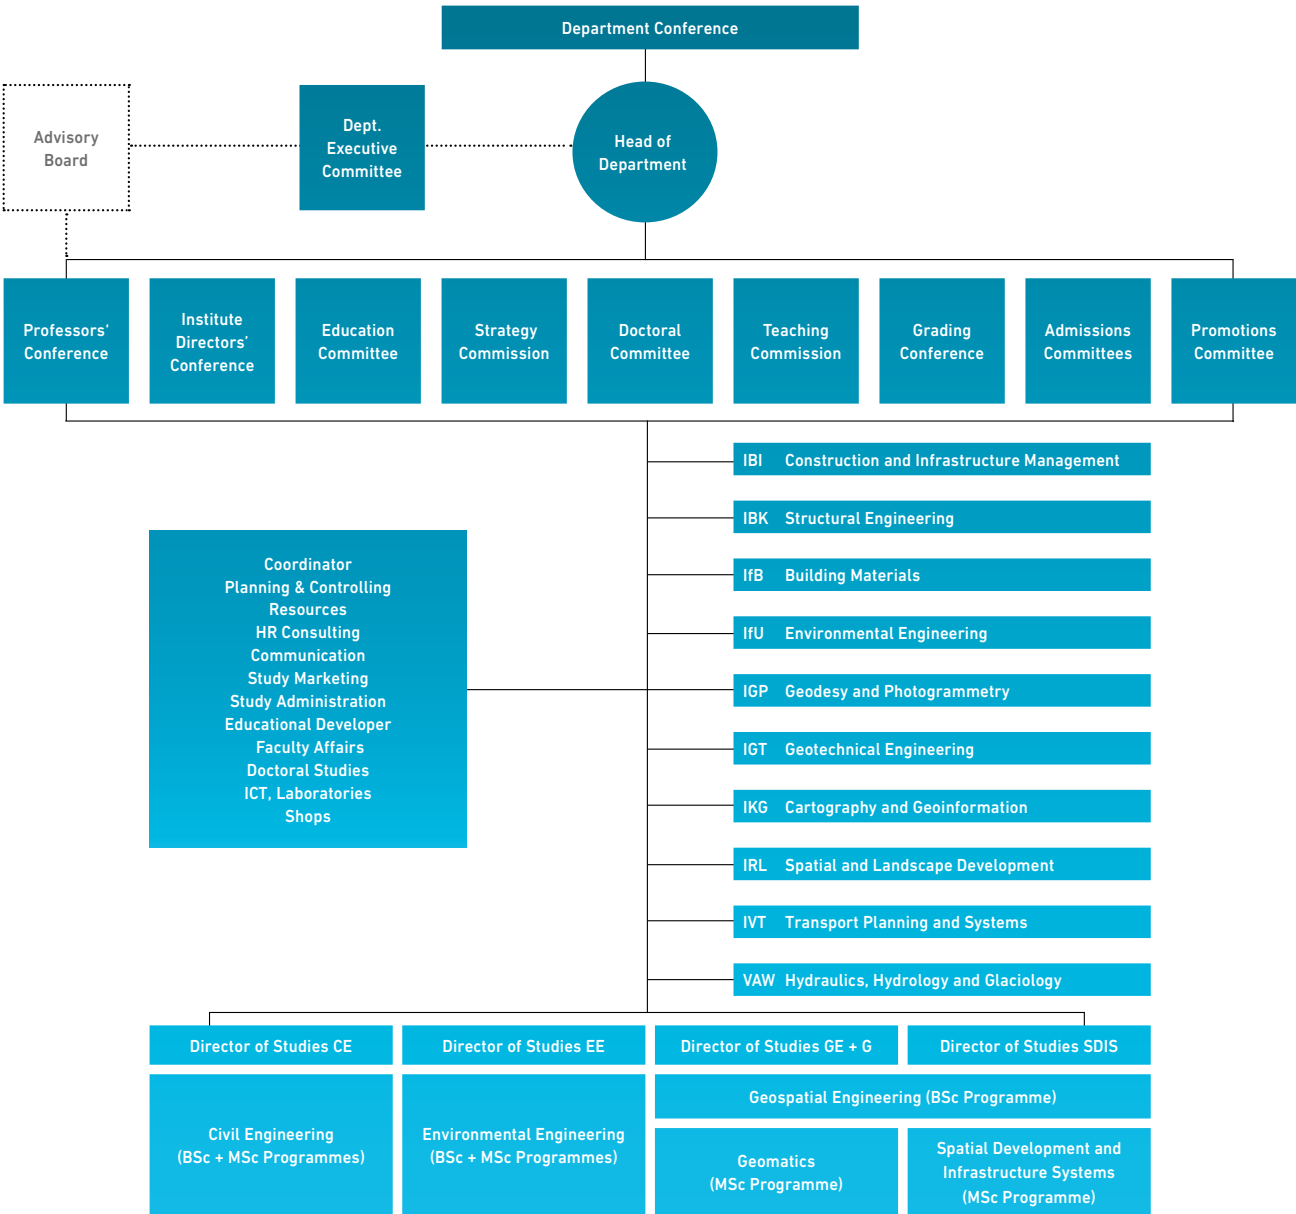 Department Conference
Advisory
Board
Dept.
Executive
Committee
Head of
Department
Professors‘
Conference
Institute
Directors’
Conference
Education
Committee
Strategy
Commission
Doctoral
Committee
Teaching
Commission
Grading
Conference
Admissions
Committees
Promotions
Committee
IBI Construction and Infrastructure Management
IBK Structural Engineering
IfB Building Materials
IfU Environmental Engineering
IGP Geodesy and Photogrammetry
IGT Geotechnical Engineering
IKG Cartography and Geoinformation
IRL Spatial and Landscape Development
IVT Transport Planning and Systems
VAW Hydraulics, Hydrology and Glaciology
Coordinator
Planning & Controlling
Resources
HR Consulting
Communication
Study Marketing
Study Administration
Educational Developer
Faculty Affairs
Doctoral Studies
ICT, Laboratories
Shops
Director of Studies CE
Director of Studies EE
Director of Studies GE + G
Director of Studies SDIS
Civil Engineering
(BSc + MSc Programmes)
Environmental Engineering
(BSc + MSc Programmes)
Geospatial Engineering (BSc Programme)
Geomatics
(MSc Programme)
Spatial Development and
Infrastructure Systems
(MSc Programme)